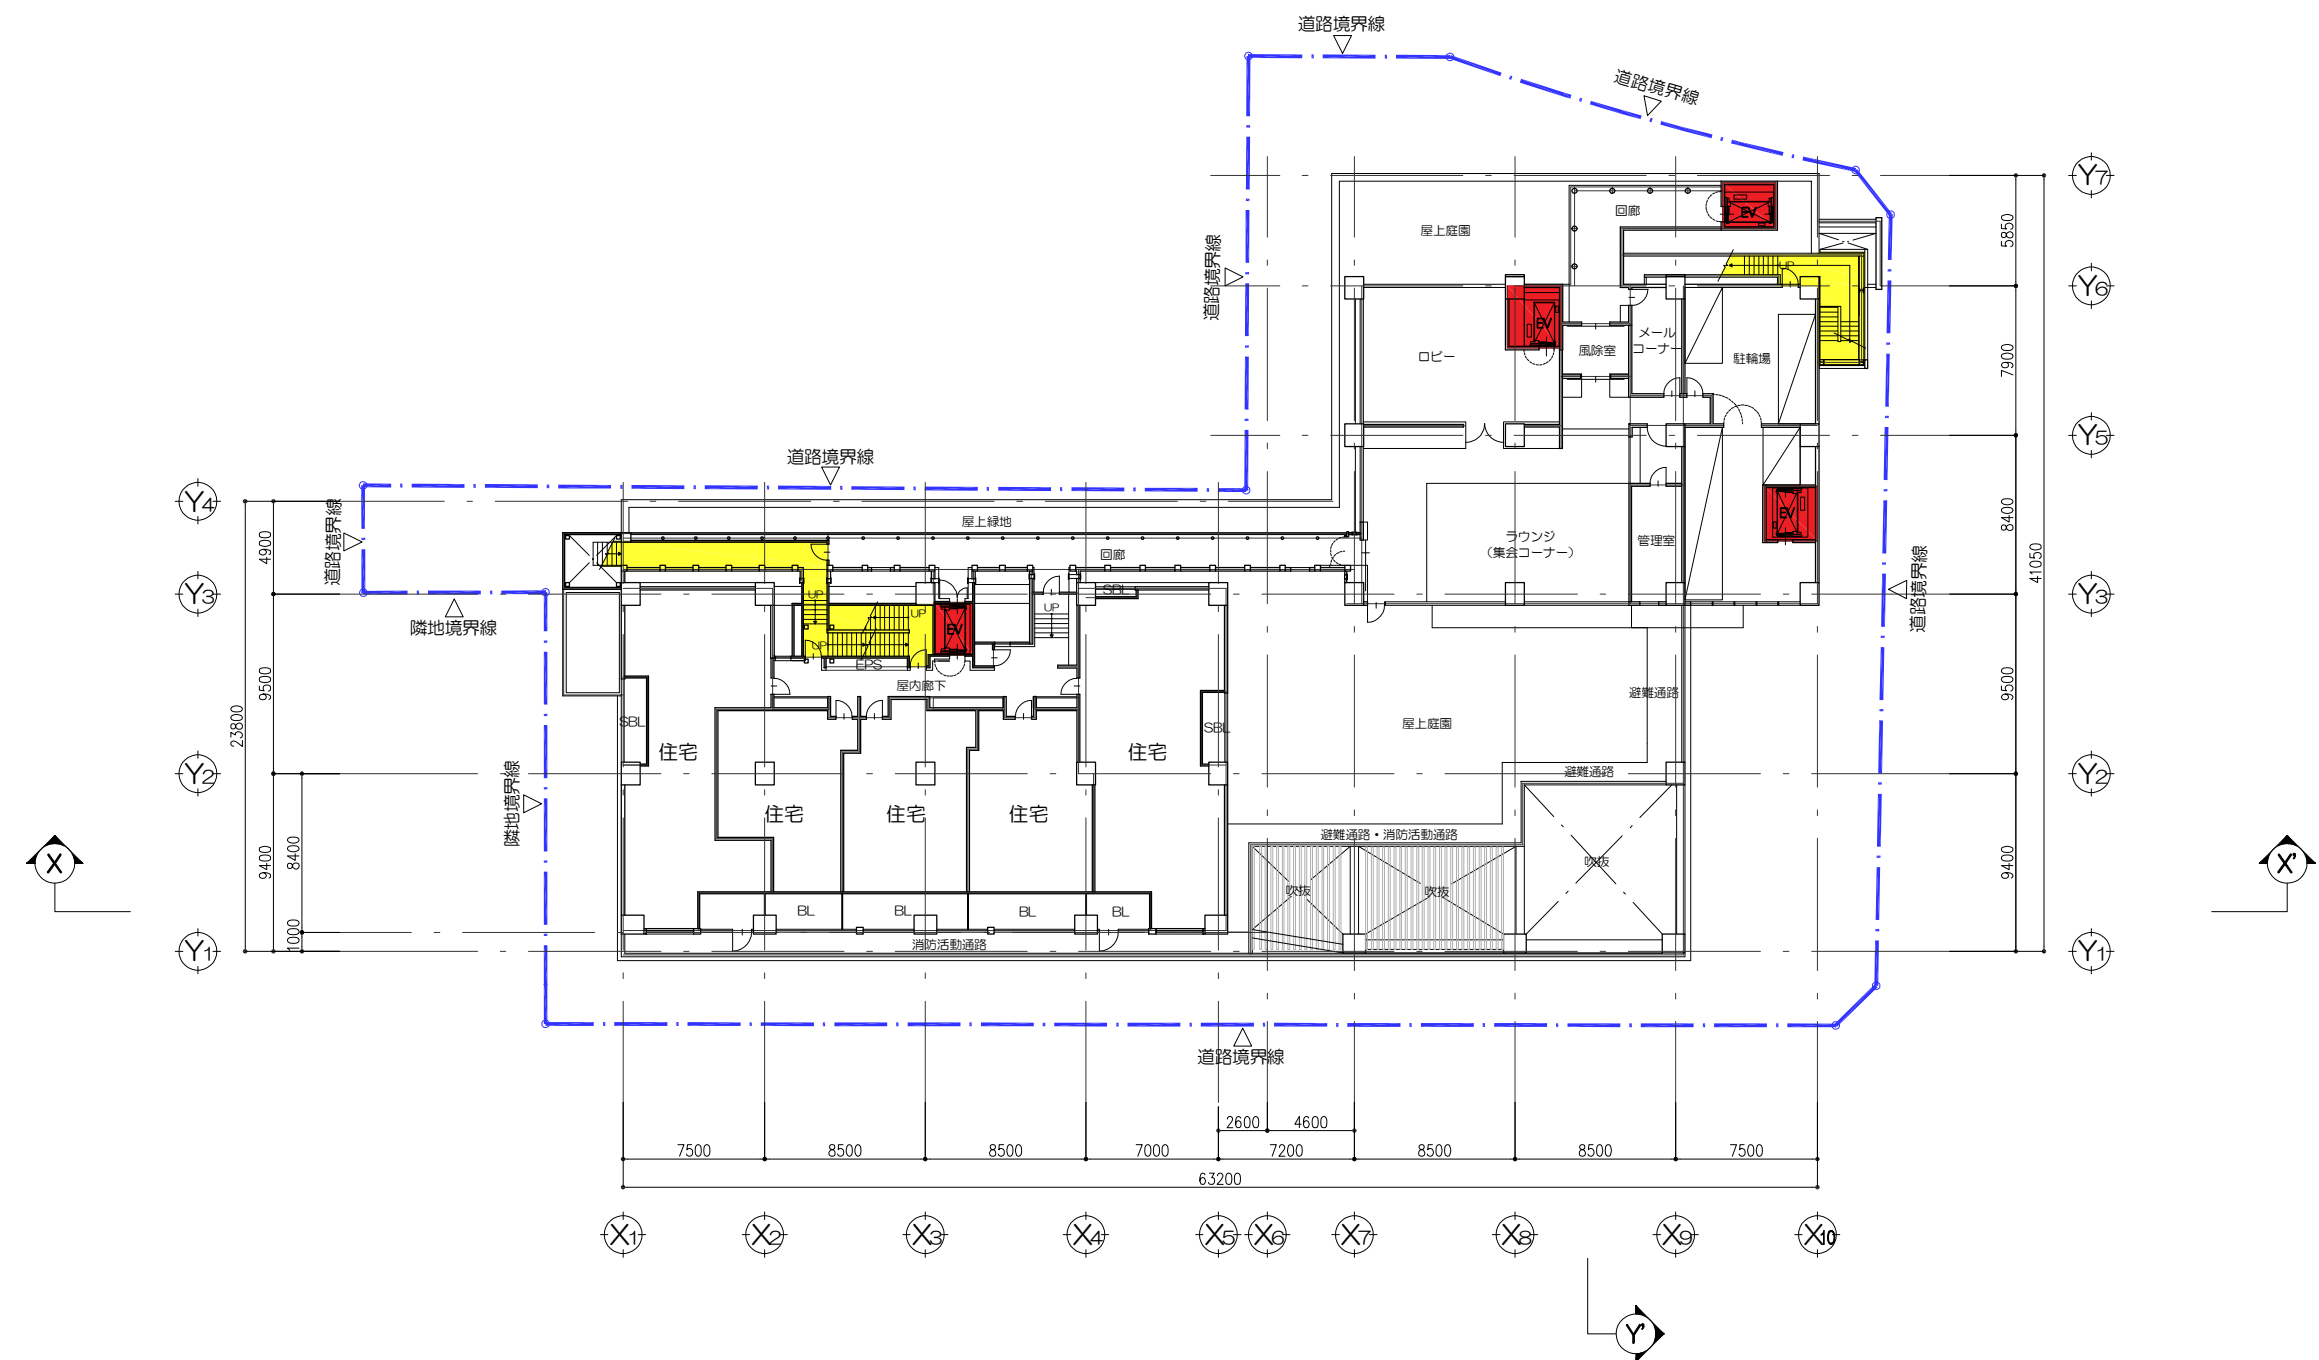 道路境界線
道路境界線
Y7
回廊
EV
屋上庭園
5850
道路境界線
UP
Y6
EV
メール
コーナー
ロビー
風除室
駐輪場
7900
Y5
道路境界線
Y4
道路境界線
屋上緑地
EV
ラウンジ
(集会コーナー)
管理室
8400
4900
回廊
41050
道路境界線
SBL
Y3
UP
UP
UP
Y3
隣地境界線
EV
UP
EPS
屋内廊下
9500
避難通路
9500
23800
SBL
SBL
屋上庭園
住宅
住宅
Y2
避難通路
Y2
隣地境界線
住宅
住宅
住宅
避難通路・消防活動通路
X
9400
8400
吹抜
9400
X'
吹抜
吹抜
BL
BL
BL
BL
1000
消防活動通路
Y1
Y1
道路境界線
2600
4600
7500
8500
8500
7000
7200
8500
8500
7500
63200
X1
X2
X3
X4
X5
X6
X7
X8
X9
X10
Y'